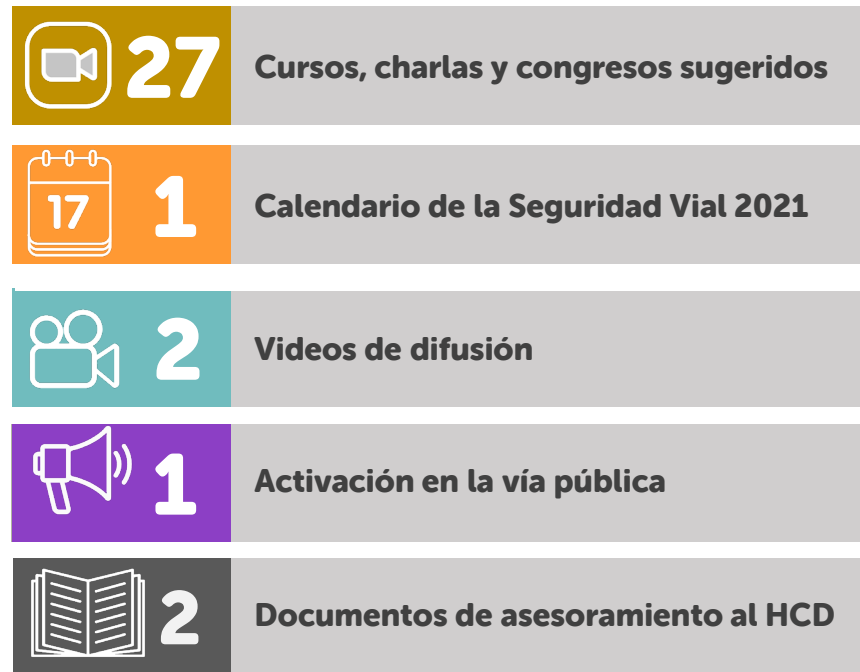 27 Cursos, charlas y congresos sugeridos
17 1 Calendario de la Seguridad Vial 2021
2 Videos de difusión
1 Activación en la vía pública
2 Documentos de asesoramiento al HCD